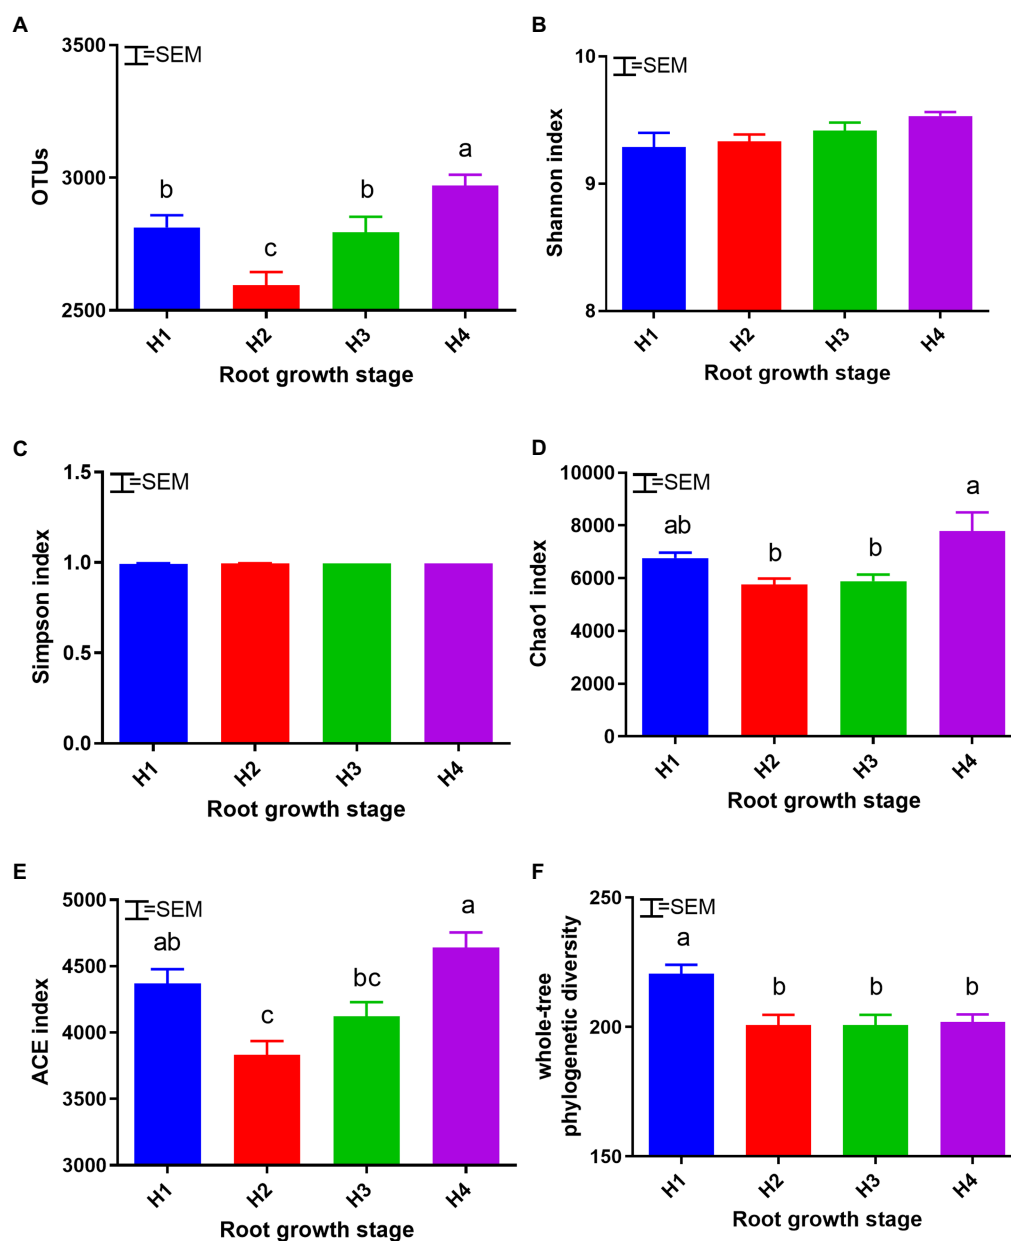 A
3500
3000
2500
OTUs
=SEM
b
c
b
a
H1
H2
H3
H4
Root growth stage
B
10
9
8
Shannon index
=SEM
H1
H2
H3
H4
Root growth stage
C
1.5
1.0
0.5
0.0
Simpson index
=SEM
H1
H2
H3
H4
Root growth stage
D
10000
8000
6000
4000
2000
0
Chao1 index
=SEM
ab
b
b
a
H1
H2
H3
H4
Root growth stage
E
5000
4500
4000
3500
3000
ACE index
=SEM
ab
c
bc
a
H1
H2
H3
H4
Root growth stage
F
250
200
150
whole-tree
phylogenetic diversity
=SEM
a
b
b
b
H1
H2
H3
H4
Root growth stage